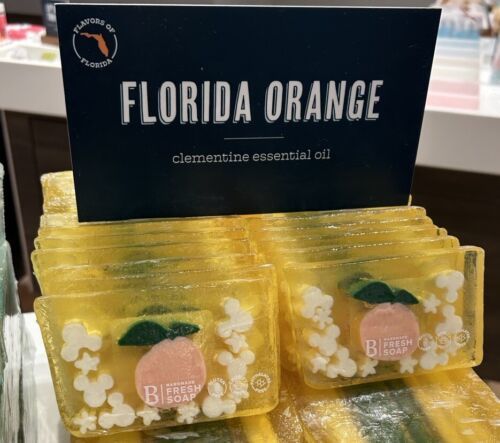 FLAVORS OF
FLORIDA
FLORIDA ORANGE
clementine essential oil
B
HANDMADE
FRESH
SOAP
B
HANDMADE
FRESH
SOAP